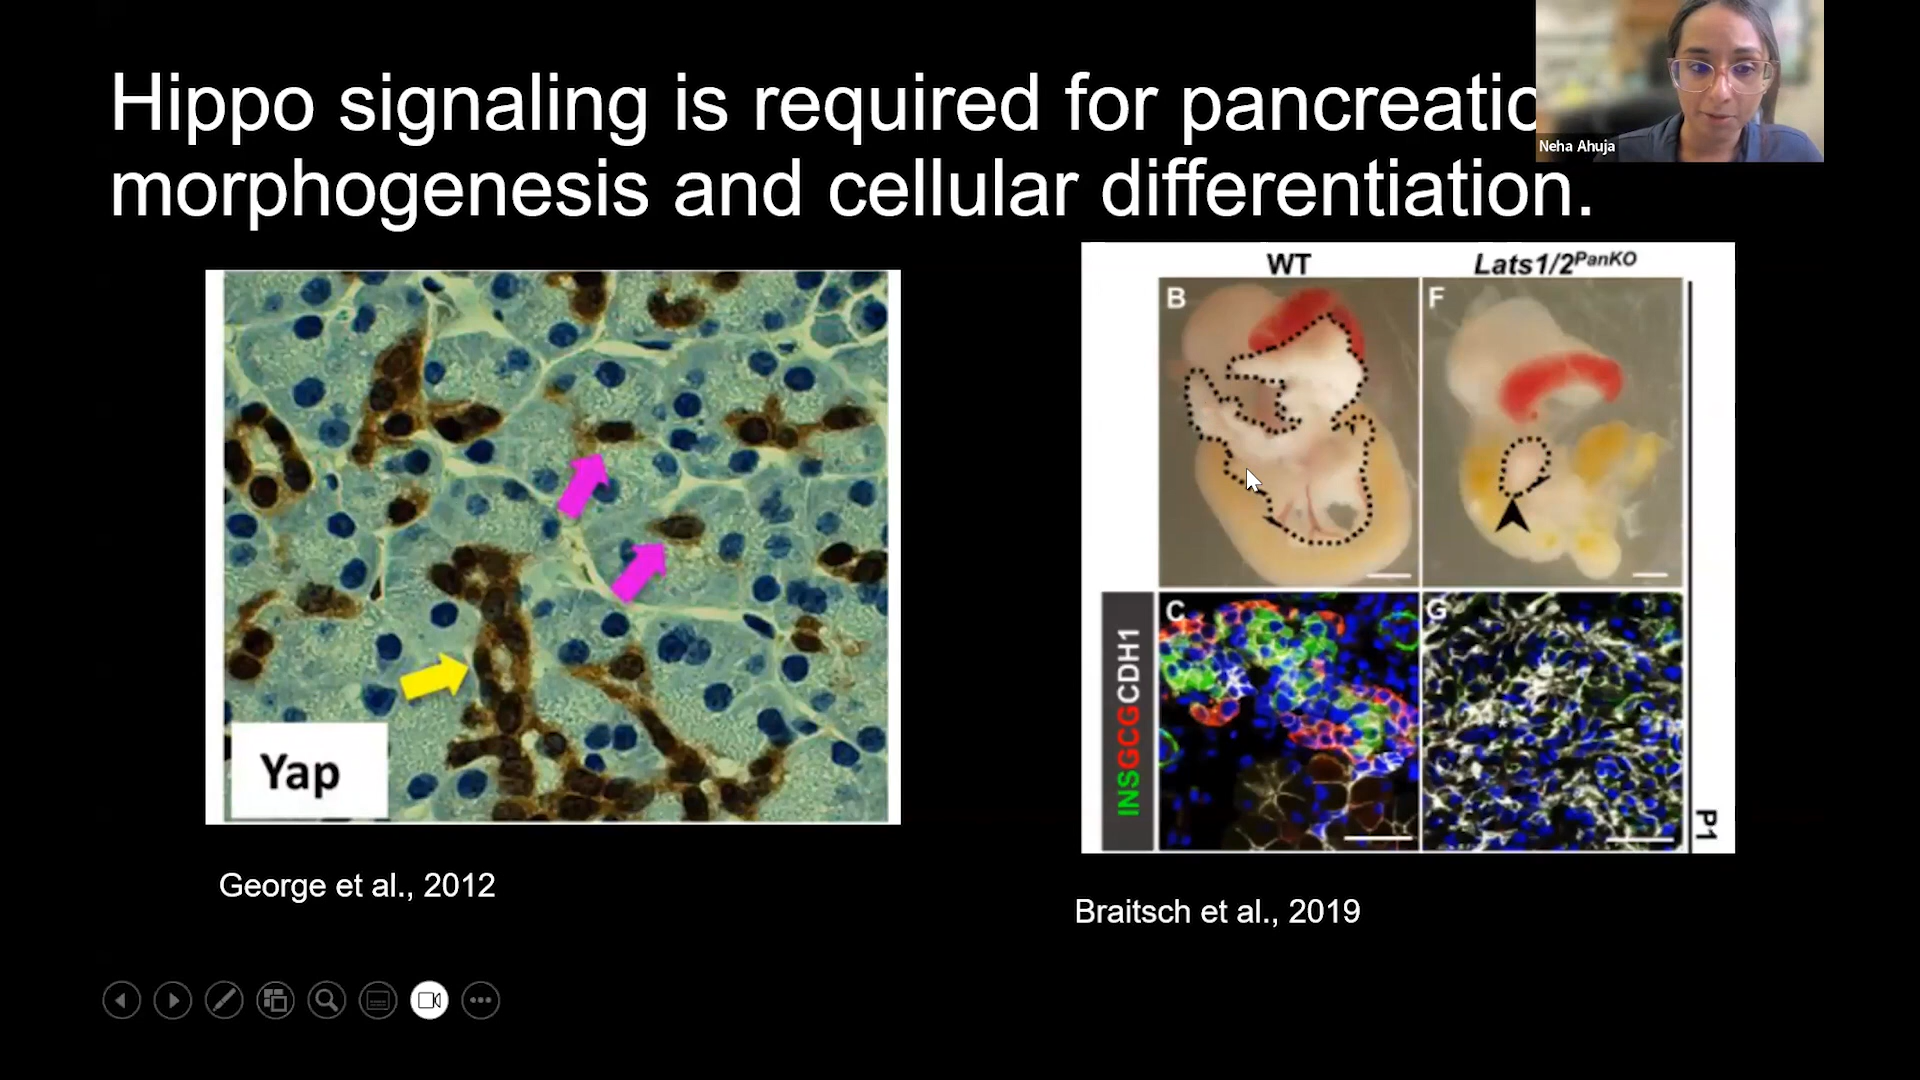 Hippo signaling is required for pancreatic
morphogenesis and cellular differentiation.
Neha Ahuja
Yap
George et al., 2012
WT
Lats1/2PanKO
B
F
C
G
INSGCGCDH1
P1
Braitsch et al., 2019